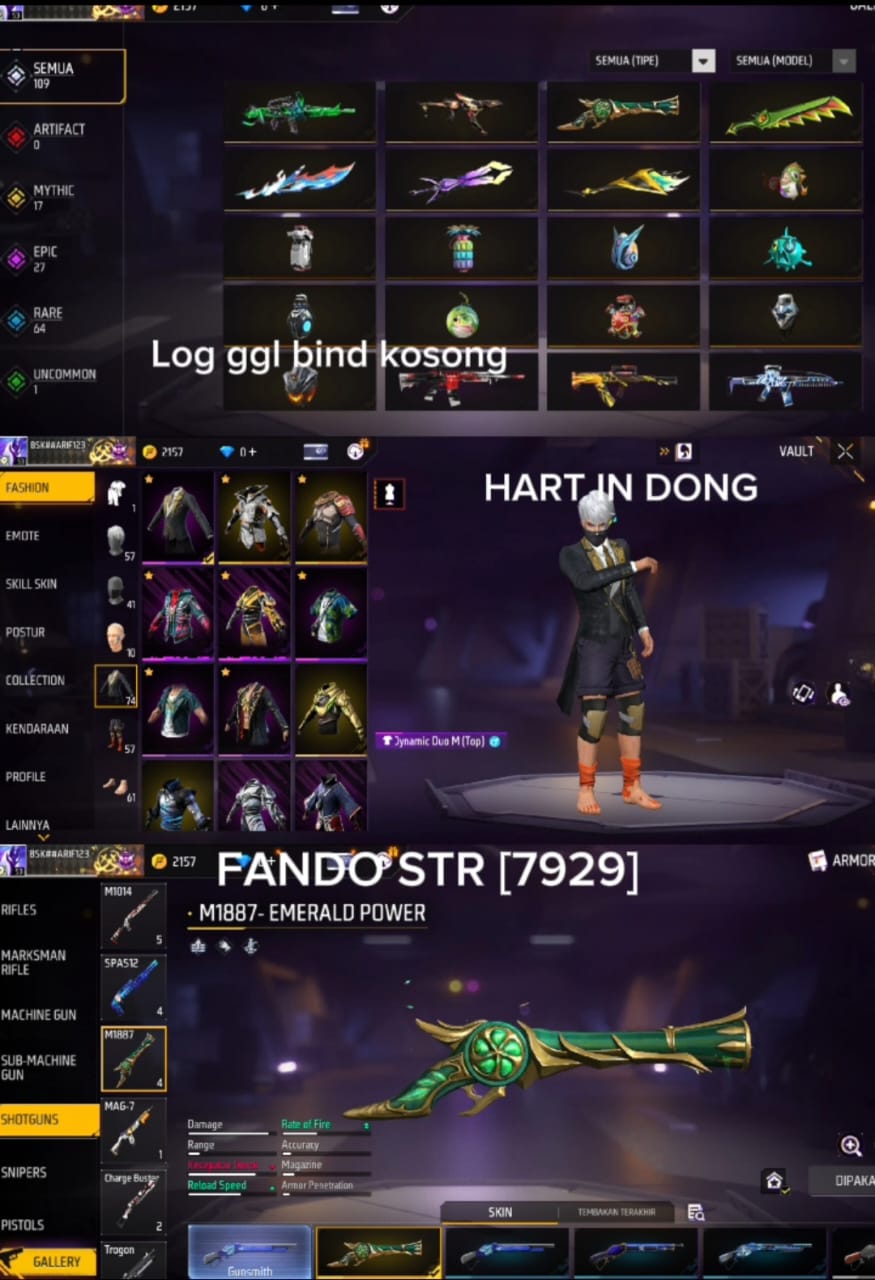 2157
SEMUA
109
SEMUA (TIPE)
SEMUA (MODEL)
ARTIFACT
0
MYTHIC
17
EPIC
27
RARE
64
UNCOMMON
1
Log ggl bind kosong
BSK##ARIF123
2157
0+
VAULT
FASHION
EMOTE
SKILL SKIN
POSTUR
COLLECTION
KENDARAAN
PROFILE
LAINNYA
1
57
41
10
74
57
61
HART IN DONG
Dynamic Duo M (Top)
BSK##ARIF123
2157
FANDO STR [7929]
ARMOR
M1887- EMERALD POWER
RIFLES
MARKSMAN
RIFLE
MACHINE GUN
SUB-MACHINE
GUN
SHOTGUNS
SNIPERS
PISTOLS
GALLERY
M1014
5
SPAS12
4
M1887
4
MAG-7
1
Charge Buster
2
Trogon
Damage
Rate of Fire
Range
Accuracy
Magazine
Reload Speed
Armor Penetration
DIPAKA
SKIN
TEMBAKAN TERAKHIR
Gunsmith